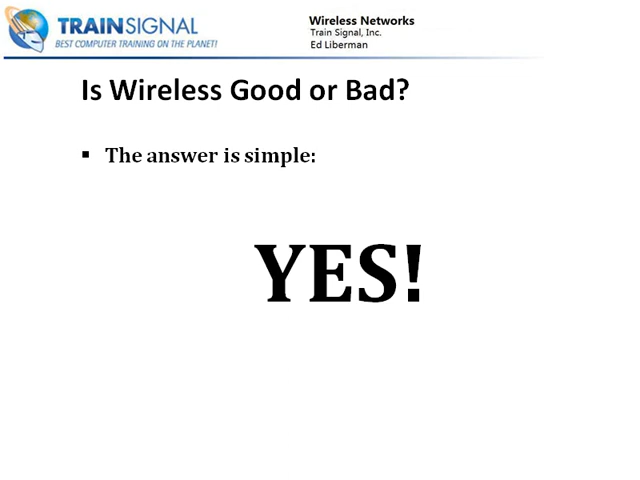 TRAINSIGNAL
BEST COMPUTER TRAINING ON THE PLANET!
Wireless Networks
Train Signal, Inc.
Ed Liberman
Is Wireless Good or Bad?
▪ The answer is simple:
YES!